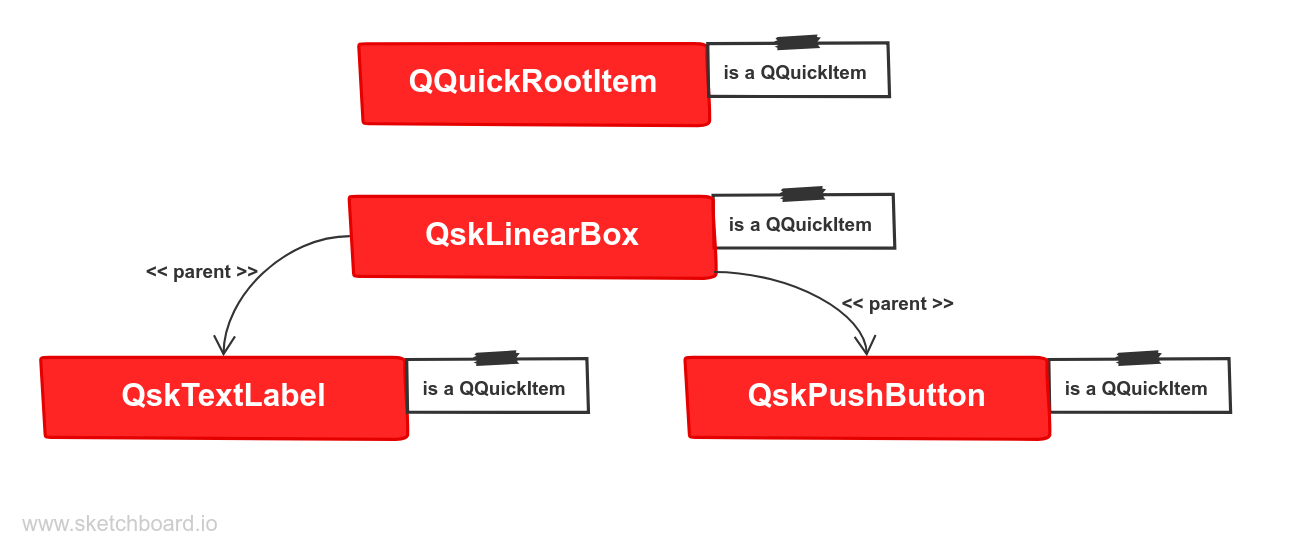 QQuickRootItem
is a QQuickItem
QskLinearBox
is a QQuickItem
<< parent >>
<< parent >>
QskTextLabel
is a QQuickItem
QskPushButton
is a QQuickItem
www.sketchboard.io